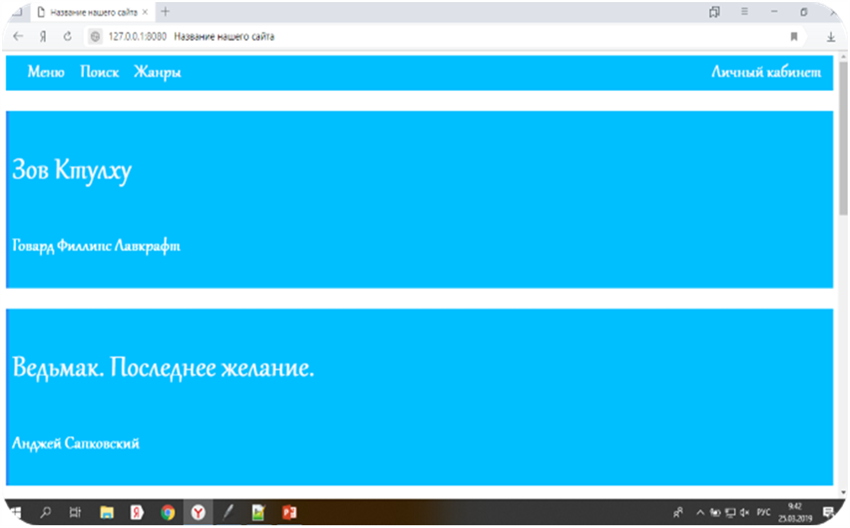 Название нашего сайта
127.0.0.1:8080 Название нашего сайта
Меню Поиск Жанры Личный кабинет
Зов Ктулху
Говард Филлипс Лавкрафт
Ведьмак. Последнее желание.
Анджей Сапковский
РУС 9:42
25.03.2019